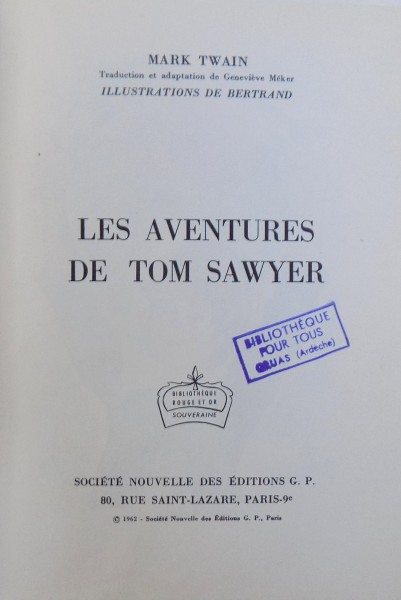 MARK TWAIN
Traduction et adaptation de Geneviève Méker
ILLUSTRATIONS DE BERTRAND
LES AVENTURES
DE TOM SAWYER
BIBLIOTHÈQUE
POUR TOUS
CRUAS (Ardèche)
BIBLIOTHÈQUE
ROUGE ET OR
SOUVERAINE
SOCIÉTÉ NOUVELLE DES ÉDITIONS G. P.
80, RUE SAINT-LAZARE, PARIS-9e
© 1962 - Société Nouvelle des Éditions G. P., Paris